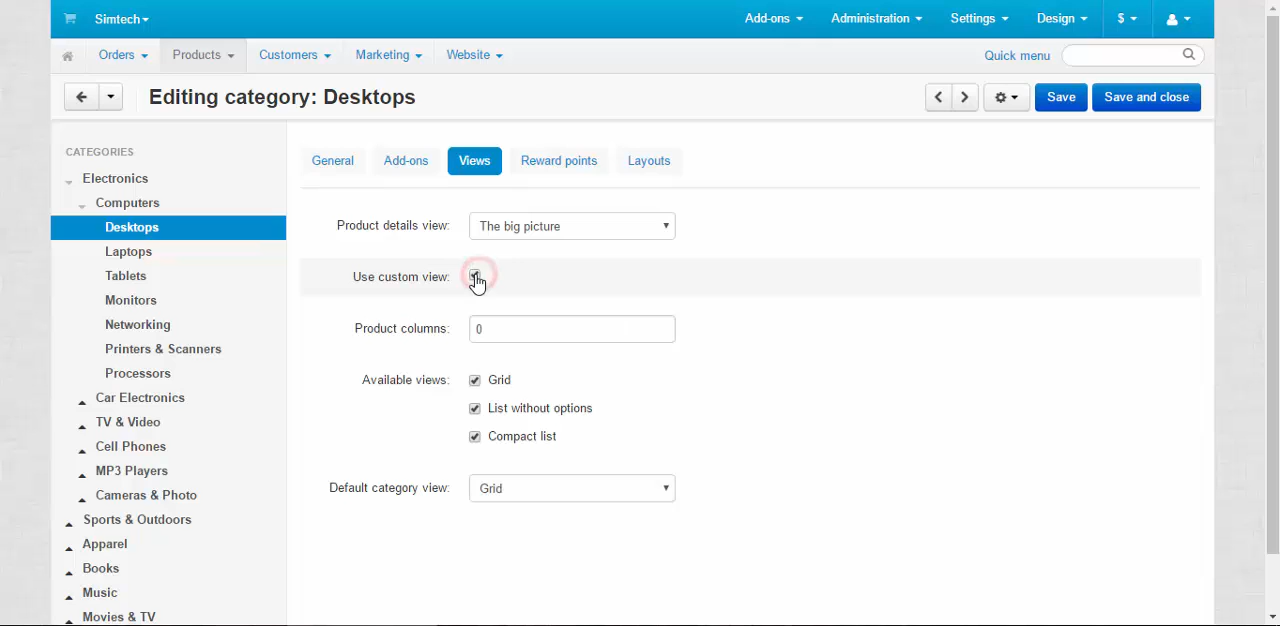 Simtech
Add-ons
Administration
Settings
Design
$
Orders
Products
Customers
Marketing
Website
Quick menu
Editing category: Desktops
Save
Save and close
CATEGORIES
Electronics
Computers
Desktops
Laptops
Tablets
Monitors
Networking
Printers & Scanners
Processors
Car Electronics
TV & Video
Cell Phones
MP3 Players
Cameras & Photo
Sports & Outdoors
Apparel
Books
Music
Movies & TV
General
Add-ons
Views
Reward points
Layouts
Product details view: The big picture
Use custom view:
Product columns: 0
Available views: Grid
List without options
Compact list
Default category view: Grid